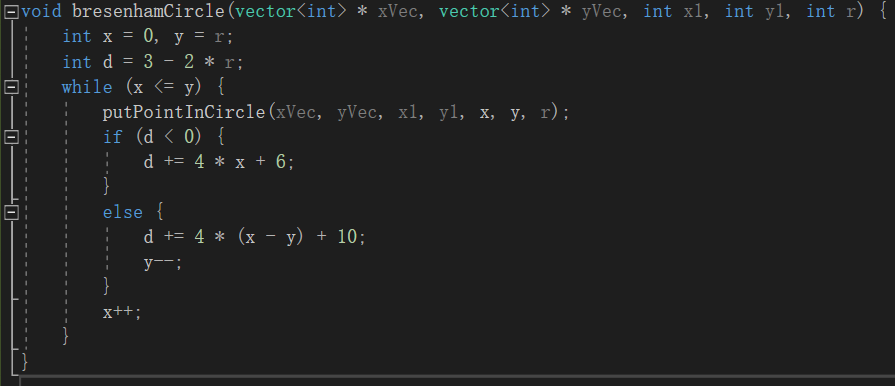 void bresenhamCircle(vector<int> * xVec, vector<int> * yVec, int x1, int y1, int r) {
    int x = 0, y = r;
    int d = 3 - 2 * r;
    while (x <= y) {
        putPointInCircle(xVec, yVec, x1, y1, x, y, r);
        if (d < 0) {
            d += 4 * x + 6;
        }
        else {
            d += 4 * (x - y) + 10;
            y--;
        }
        x++;
    }
}